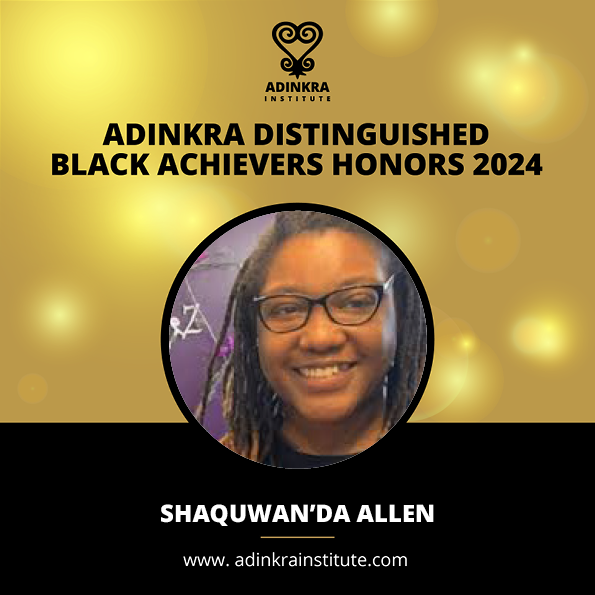 ADINKRA
INSTITUTE
ADINKRA DISTINGUISHED
BLACK ACHIEVERS HONORS 2024
&Z
SHAQUWAN’DA ALLEN
www. adinkrainstitute.com